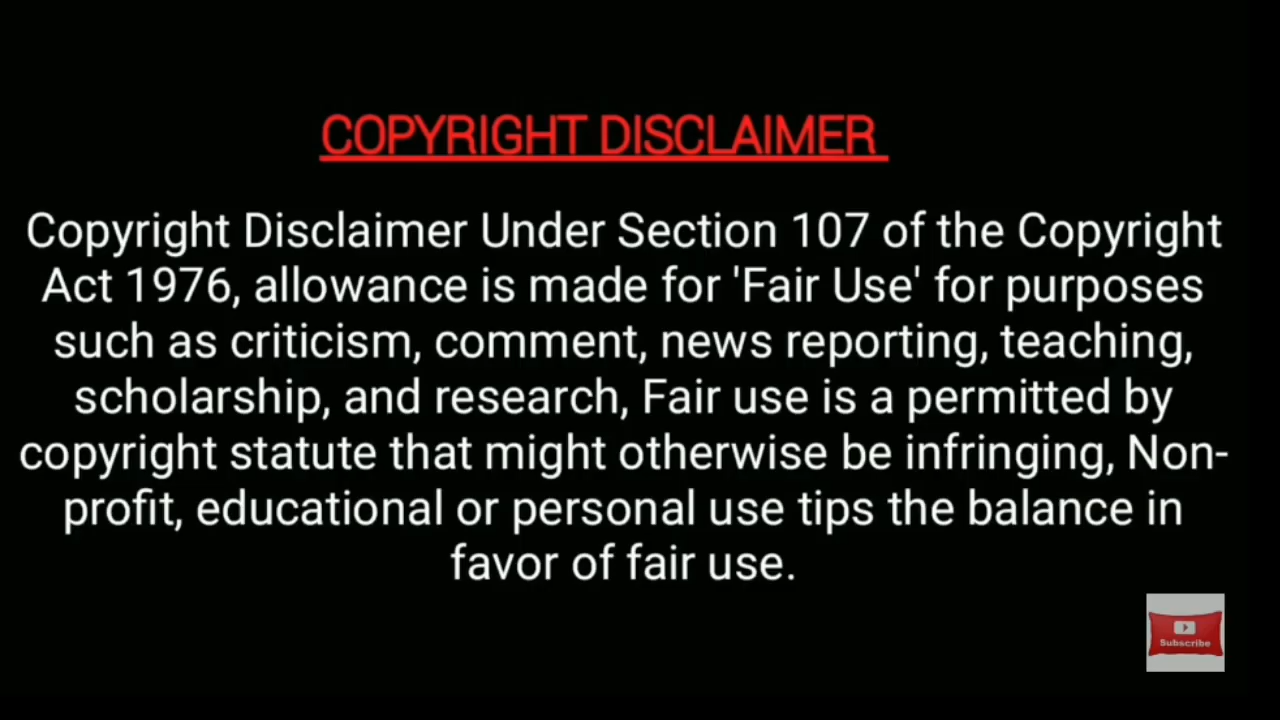 COPYRIGHT DISCLAIMER
Copyright Disclaimer Under Section 107 of the Copyright
Act 1976, allowance is made for 'Fair Use' for purposes
such as criticism, comment, news reporting, teaching,
scholarship, and research, Fair use is a permitted by
copyright statute that might otherwise be infringing, Non-
profit, educational or personal use tips the balance in
favor of fair use.
Subscribe